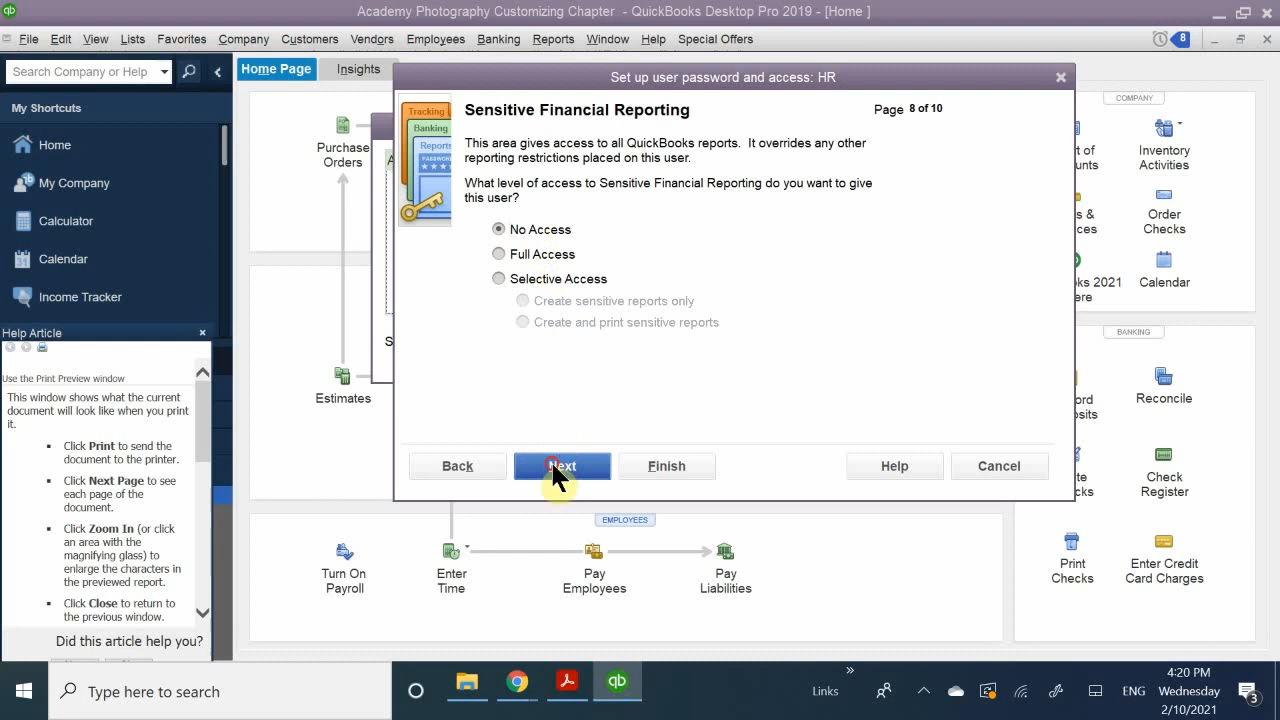 Academy Photography Customizing Chapter - QuickBooks Desktop Pro 2019 - [Home ]
File Edit View Lists Favorites Company Customers Vendors Employees Banking Reports Window Help Special Offers
8
Search Company or Help
Home Page
Insights
My Shortcuts
Home
My Company
Calculator
Calendar
Income Tracker
Help Article
Use the Print Preview window
This window shows what the current
document will look like when you print
it.
Click Print to send the
document to the printer.
Click Next Page to see
each page of the
document.
Click Zoom In (or click
an area with the
magnifying glass) to
enlarge the characters in
the previewed report.
Click Close to return to
the previous window.
Did this article help you?
Purchase
Orders
Estimates
Set up user password and access: HR
Tracking
Banking
Reports
Sensitive Financial Reporting
Page 8 of 10
This area gives access to all QuickBooks reports. It overrides any other
reporting restrictions placed on this user.
What level of access to Sensitive Financial Reporting do you want to give
this user?
No Access
Full Access
Selective Access
Create sensitive reports only
Create and print sensitive reports
Back
Next
Finish
Help
Cancel
COMPANY
Inventory
Activities
Order
Checks
2021
Calendar
BANKING
Reconcile
Check
Register
Print
Checks
Enter Credit
Card Charges
EMPLOYEES
Turn On
Payroll
Enter
Time
Pay
Employees
Pay
Liabilities
Type here to search
Links
ENG
4:20 PM
Wednesday
2/10/2021
3